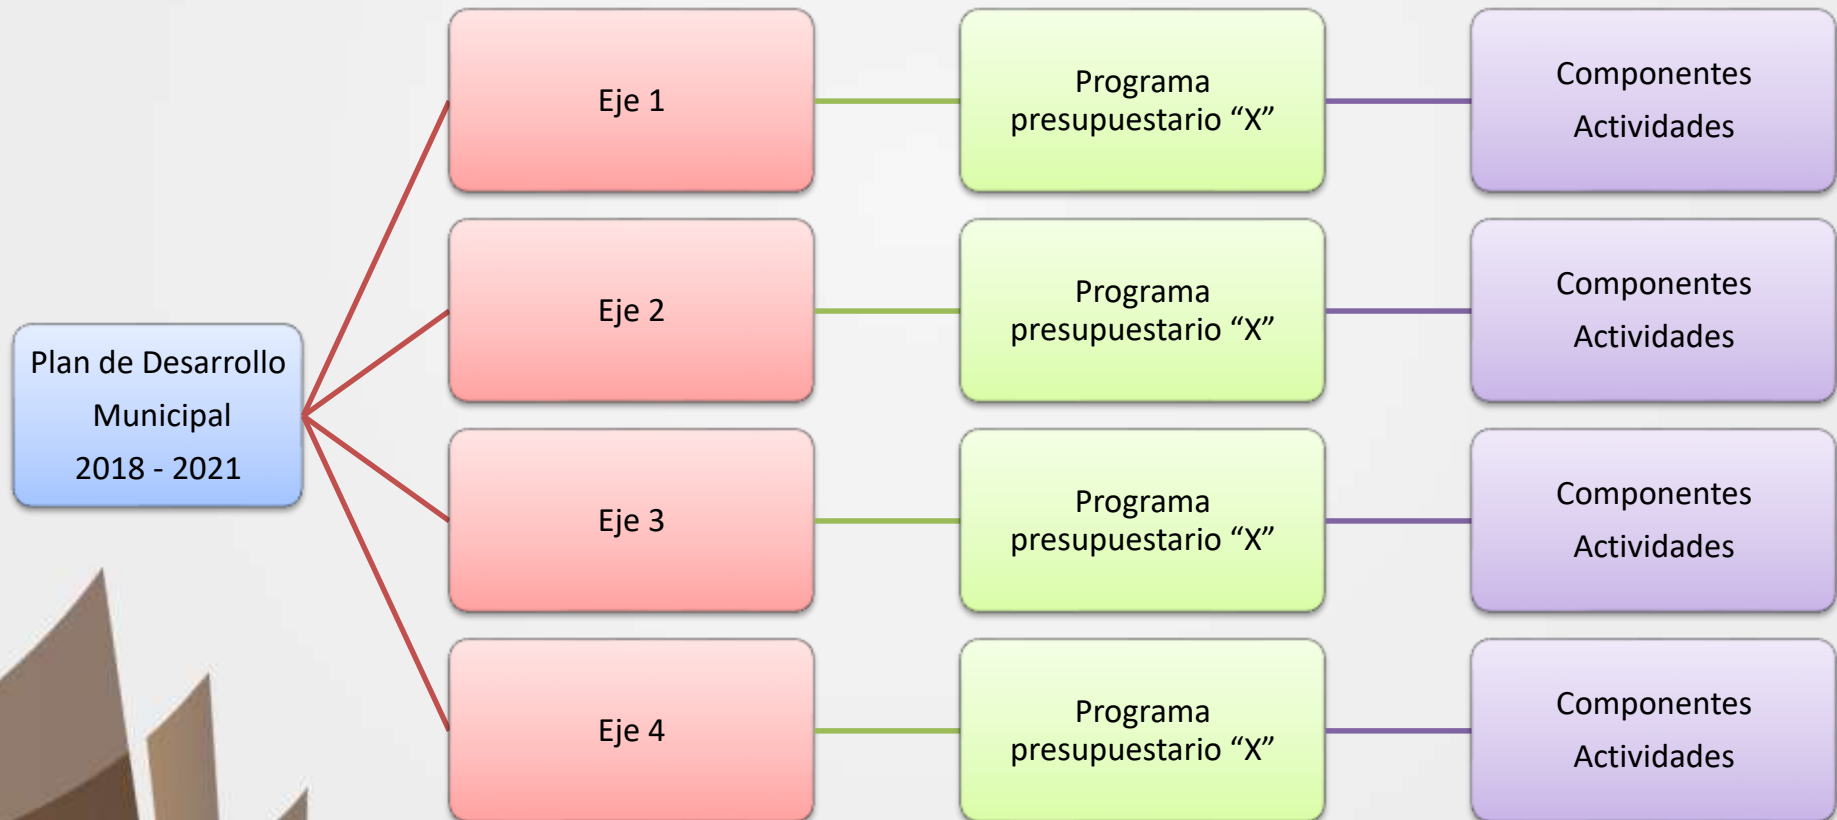 Plan de Desarrollo
Municipal
2018 - 2021
Eje 1
Programa
presupuestario “X”
Componentes
Actividades
Eje 2
Programa
presupuestario “X”
Componentes
Actividades
Eje 3
Programa
presupuestario “X”
Componentes
Actividades
Eje 4
Programa
presupuestario “X”
Componentes
Actividades